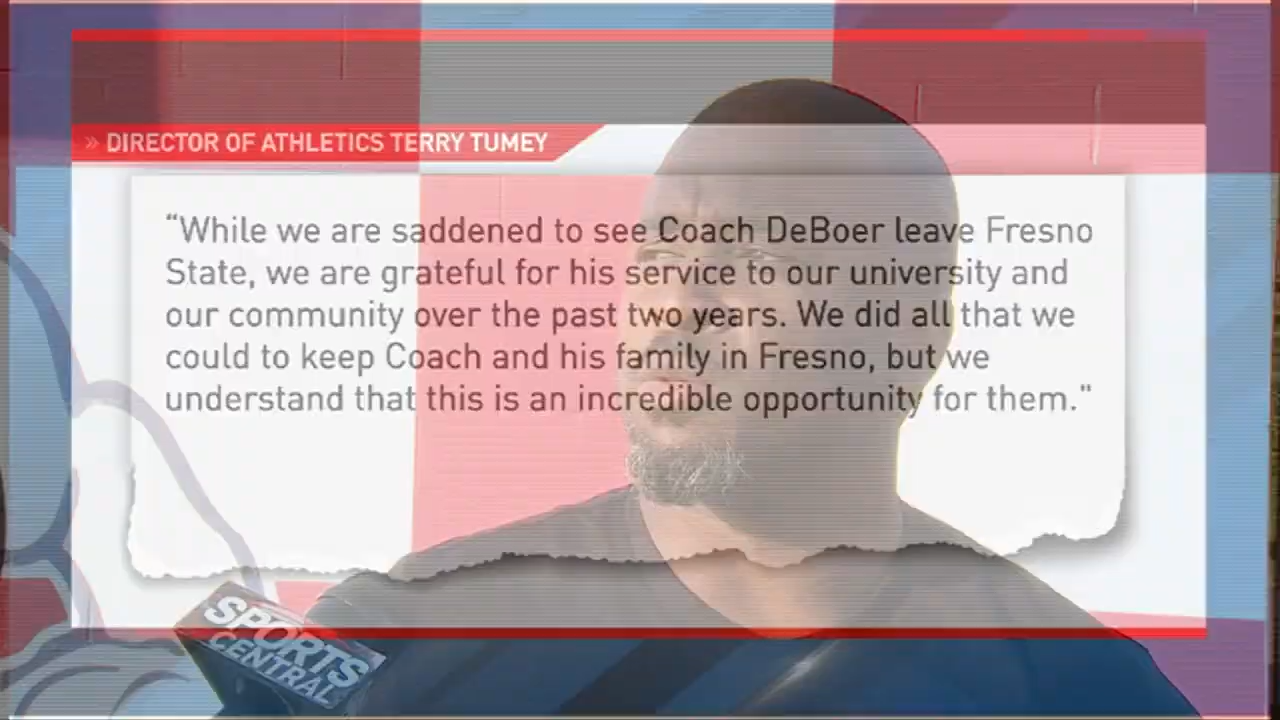 » DIRECTOR OF ATHLETICS TERRY TUMEY
“While we are saddened to see Coach DeBoer leave Fresno
State, we are grateful for his service to our university and
our community over the past two years. We did all that we
could to keep Coach and his family in Fresno, but we
understand that this is an incredible opportunity for them."
SPORTS
CENTRAL